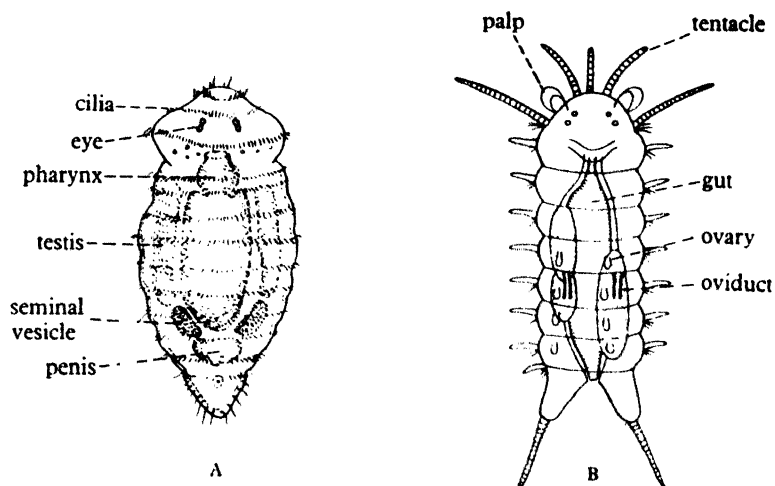 cilia
eye
pharynx
testis
seminal
vesicle
penis
A
palp
tentacle
gut
ovary
oviduct
B